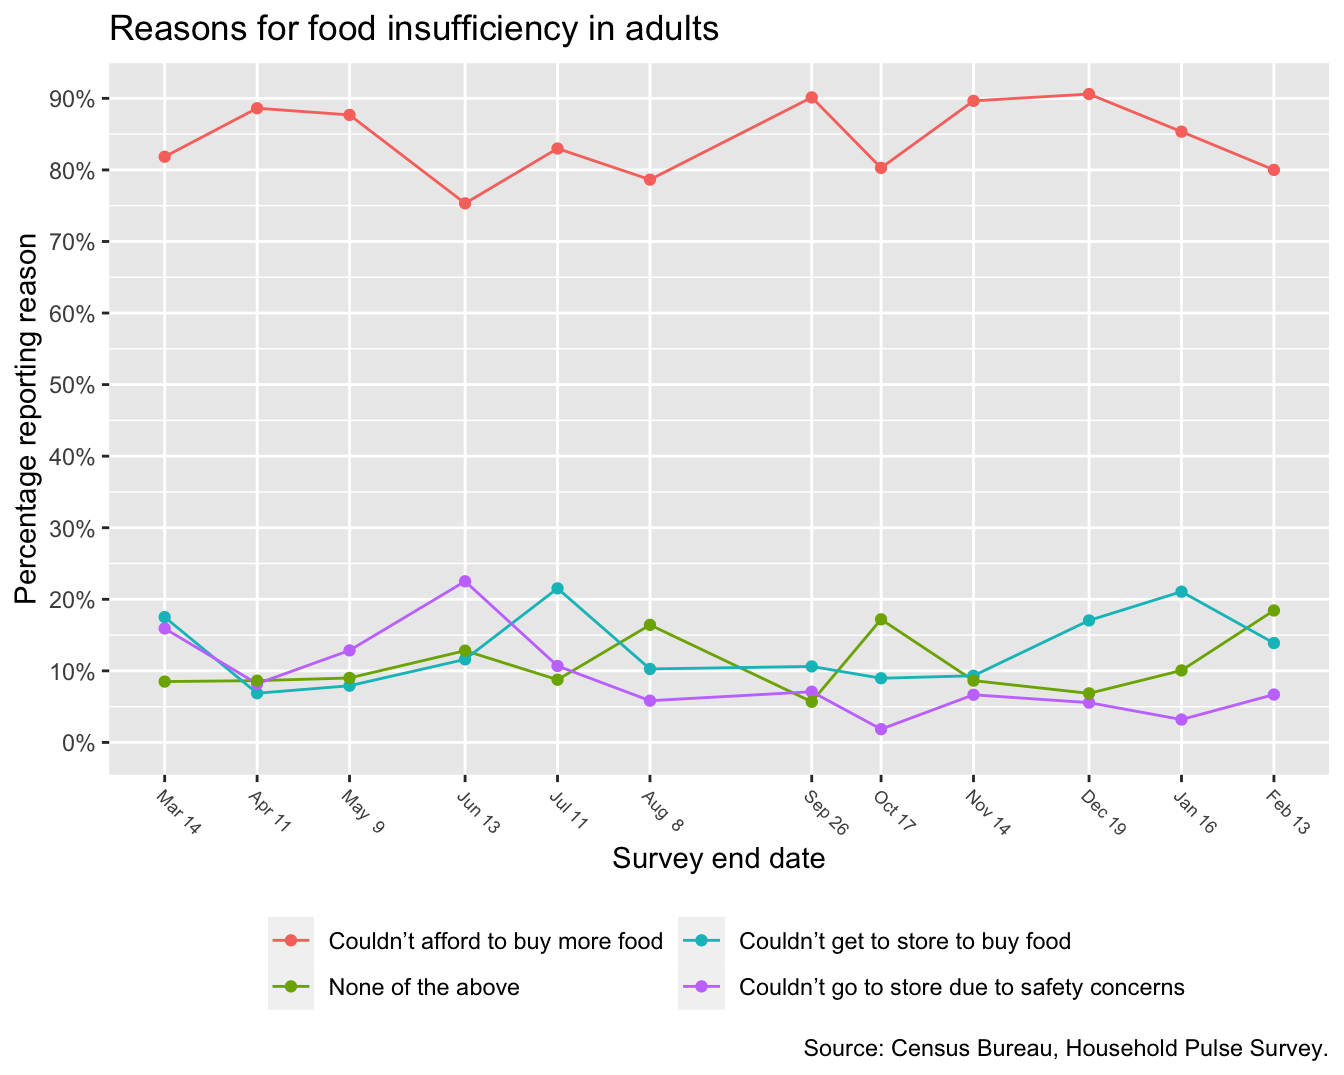 Reasons for food insufficiency in adults
90%
80%
70%
60%
50%
40%
30%
20%
10%
0%
Percentage reporting reason
Mar 14
Apr 11
May  9
Jun 13
Jul 11
Aug  8
Sep 26
Oct 17
Nov 14
Dec 19
Jan 16
Feb 13
Survey end date
Couldn’t afford to buy more food
Couldn’t get to store to buy food
None of the above
Couldn’t go to store due to safety concerns
Source: Census Bureau, Household Pulse Survey.